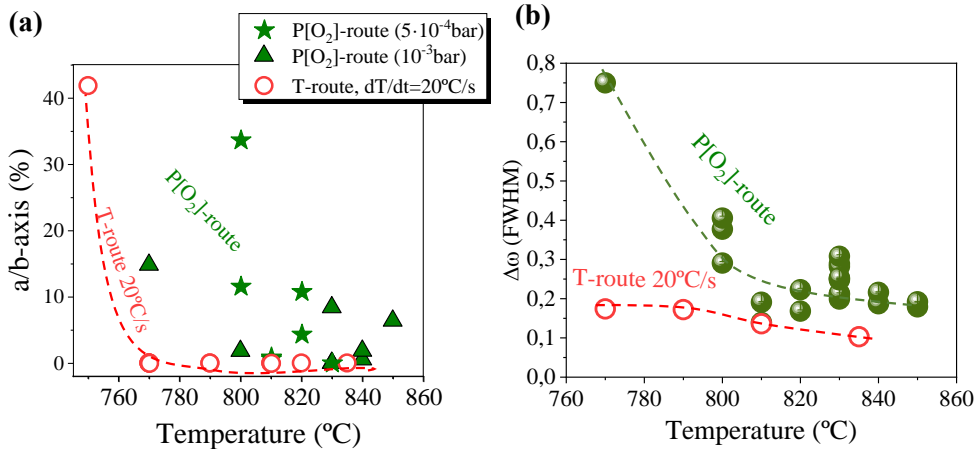 (a)
P[O₂]-route (5·10⁻⁴bar)
P[O₂]-route (10⁻³bar)
T-route, dT/dt=20ºC/s
a/b-axis (%)
40
30
20
10
0
P[O₂]-route
T-route 20ºC/s
760 780 800 820 840 860
Temperature (ºC)
(b)
Δω (FWHM)
0,8
0,7
0,6
0,5
0,4
0,3
0,2
0,1
0,0
P[O₂]-route
T-route 20ºC/s
760 780 800 820 840 860
Temperature (ºC)